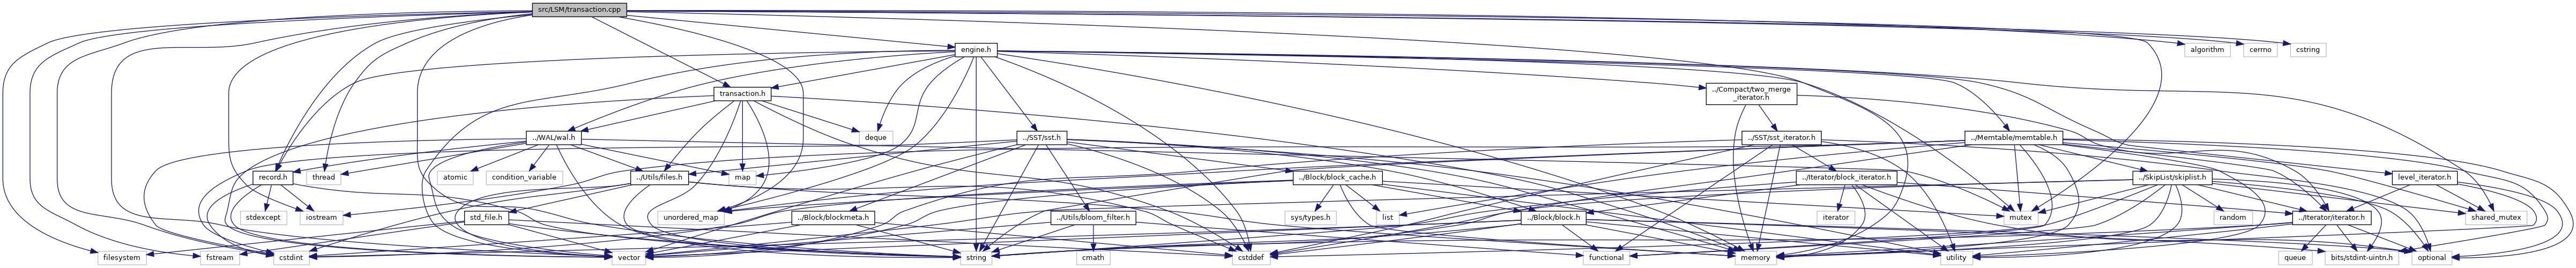 src/LSM/transaction.cpp
engine.h
algorithm
cerrno
cstring
transaction.h
../Compact/two_merge
_iterator.h
../WAL/wal.h
deque
../SST/sst.h
../SST/sst_iterator.h
../Memtable/memtable.h
record.h
thread
atomic
condition_variable
../Utils/files.h
map
../Block/block_cache.h
../Iterator/block_iterator.h
../SkipList/skiplist.h
level_iterator.h
stdexcept
iostream
std_file.h
unordered_map
../Block/blockmeta.h
../Utils/bloom_filter.h
sys/types.h
list
../Block/block.h
iterator
mutex
random
../Iterator/iterator.h
shared_mutex
filesystem
fstream
cstdint
vector
string
cmath
cstddef
functional
memory
utility
queue
bits/stdint-uintn.h
optional